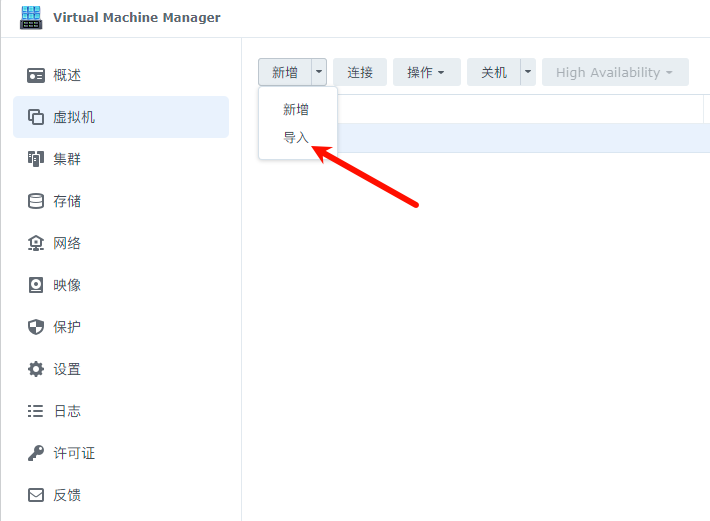 Virtual Machine Manager
概述
虚拟机
集群
存储
网络
映像
保护
设置
日志
许可证
反馈
新增 连接 操作 关机 High Availability
新增
导入